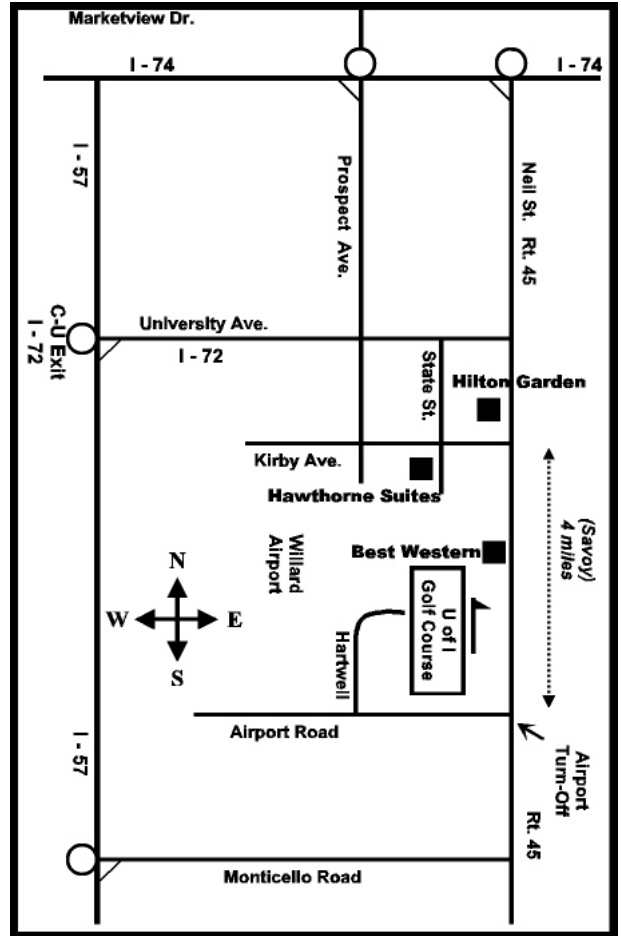 Marketview Dr.
I - 74
I - 74
I - 57
Prospect Ave.
Neil St. Rt. 45
C-U Exit
I - 72
University Ave.
I - 72
State St.
Hilton Garden
Kirby Ave.
Hawthorne Suites
(Savoy)
4 miles
Willard
Airport
Best Western
N
W
E
S
U of I
Golf Course
Hartwell
Airport Road
I - 57
Airport
Turn-Off
Rt. 45
Monticello Road